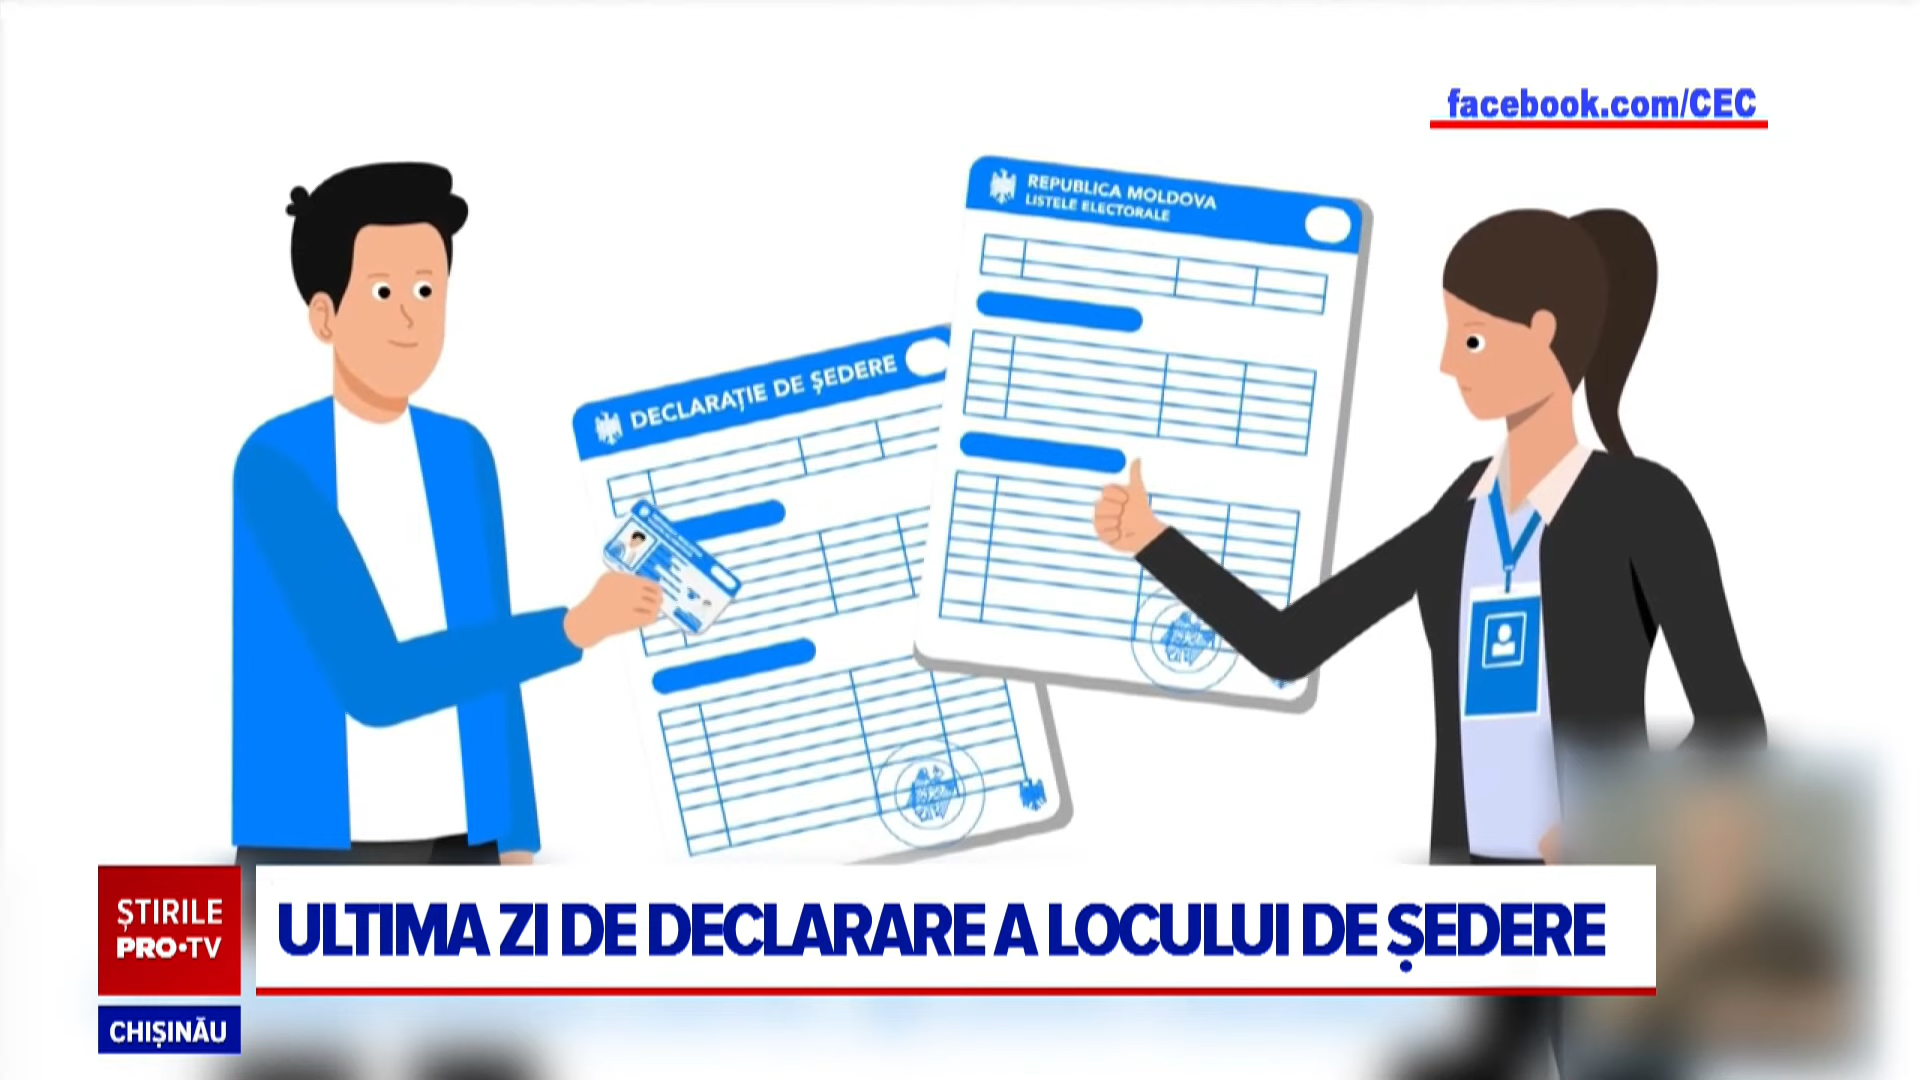 facebook.com/CEC
REPUBLICA MOLDOVA
LISTELE ELECTORALE
DECLARAȚIE DE ȘEDERE
ȘTIRILE
PRO•TV
ULTIMA ZI DE DECLARARE A LOCULUI DE ȘEDERE
CHIȘINĂU